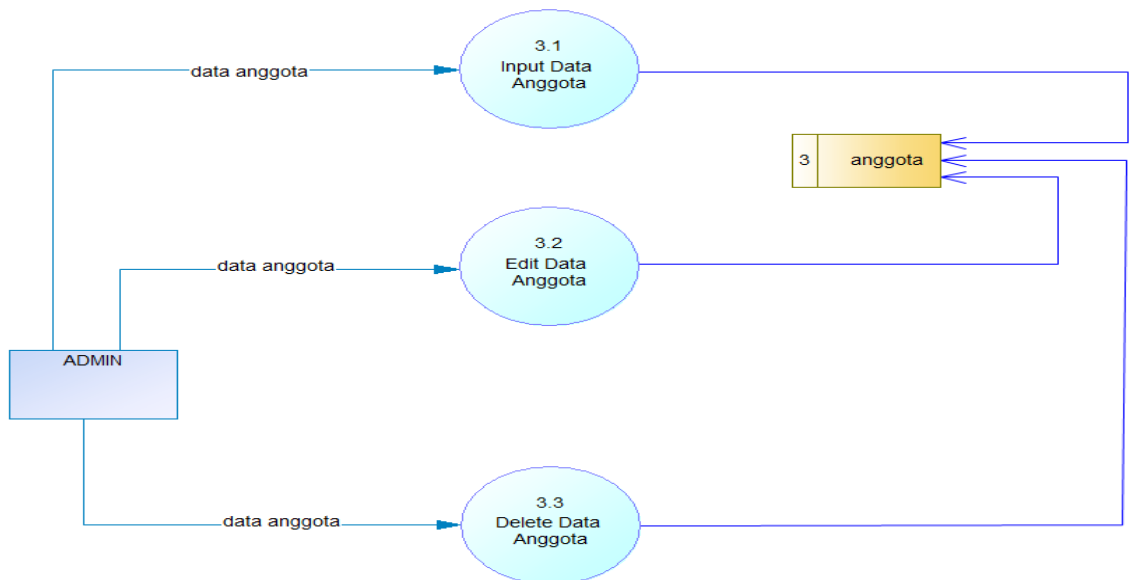 3.1
Input Data
Anggota
data anggota
3
anggota
3.2
Edit Data
Anggota
data anggota
ADMIN
3.3
Delete Data
Anggota
data anggota